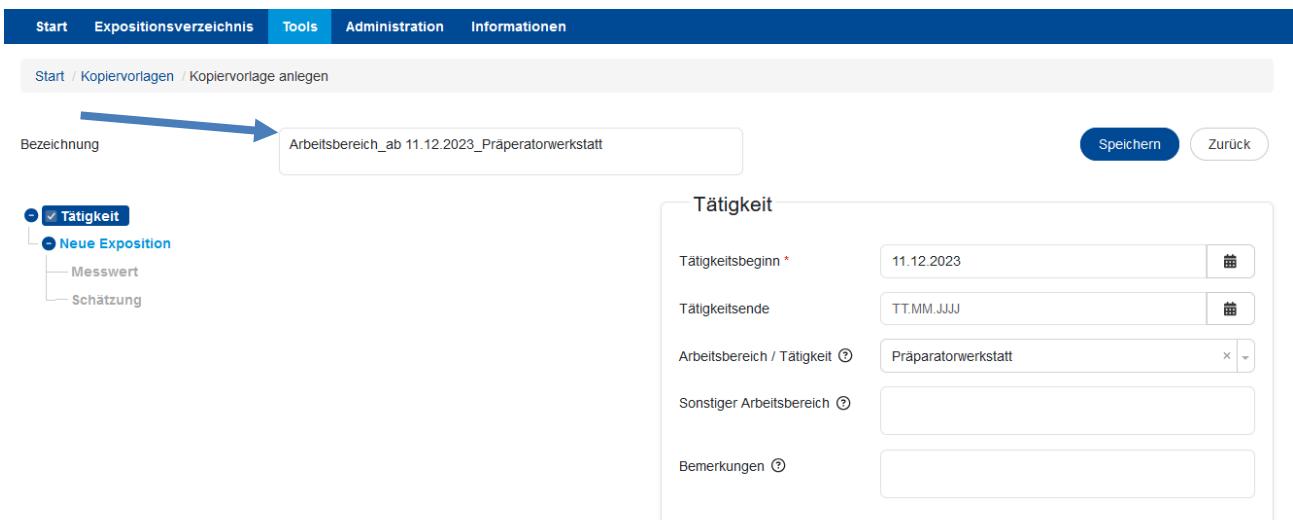 Start Expositionsverzeichnis Tools Administration Informationen
Start / Kopiervorlagen / Kopiervorlage anlegen
Bezeichnung Arbeitsbereich_ab 11.12.2023_Präperatorwerkstatt Speichern Zurück
Tätigkeit
Neue Exposition
Messwert
Schätzung
Tätigkeit
Tätigkeitsbeginn * 11.12.2023
Tätigkeitsende TT.MM.JJJJ
Arbeitsbereich / Tätigkeit ? Präparatorwerkstatt ×
Sonstiger Arbeitsbereich ?
Bemerkungen ?